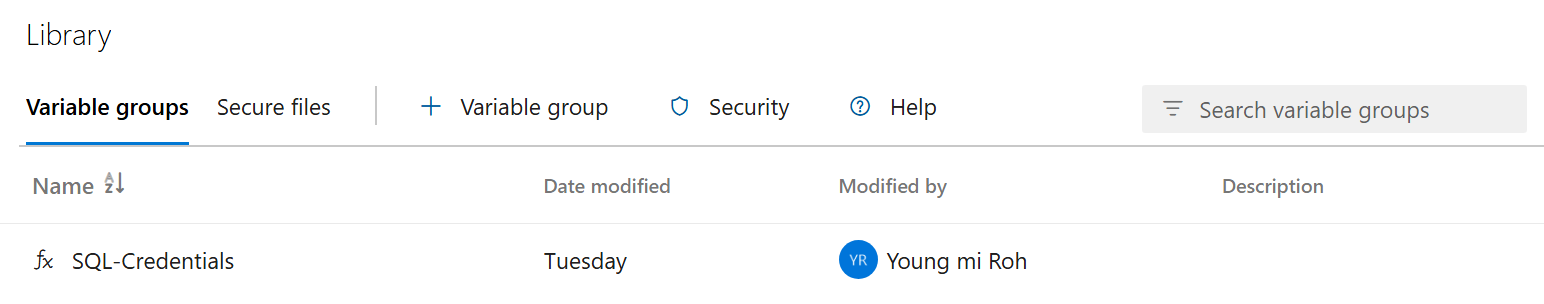 Library
Variable groups Secure files + Variable group Security Help Search variable groups
Name Date modified Modified by Description
fx SQL-Credentials Tuesday YR Young mi Roh